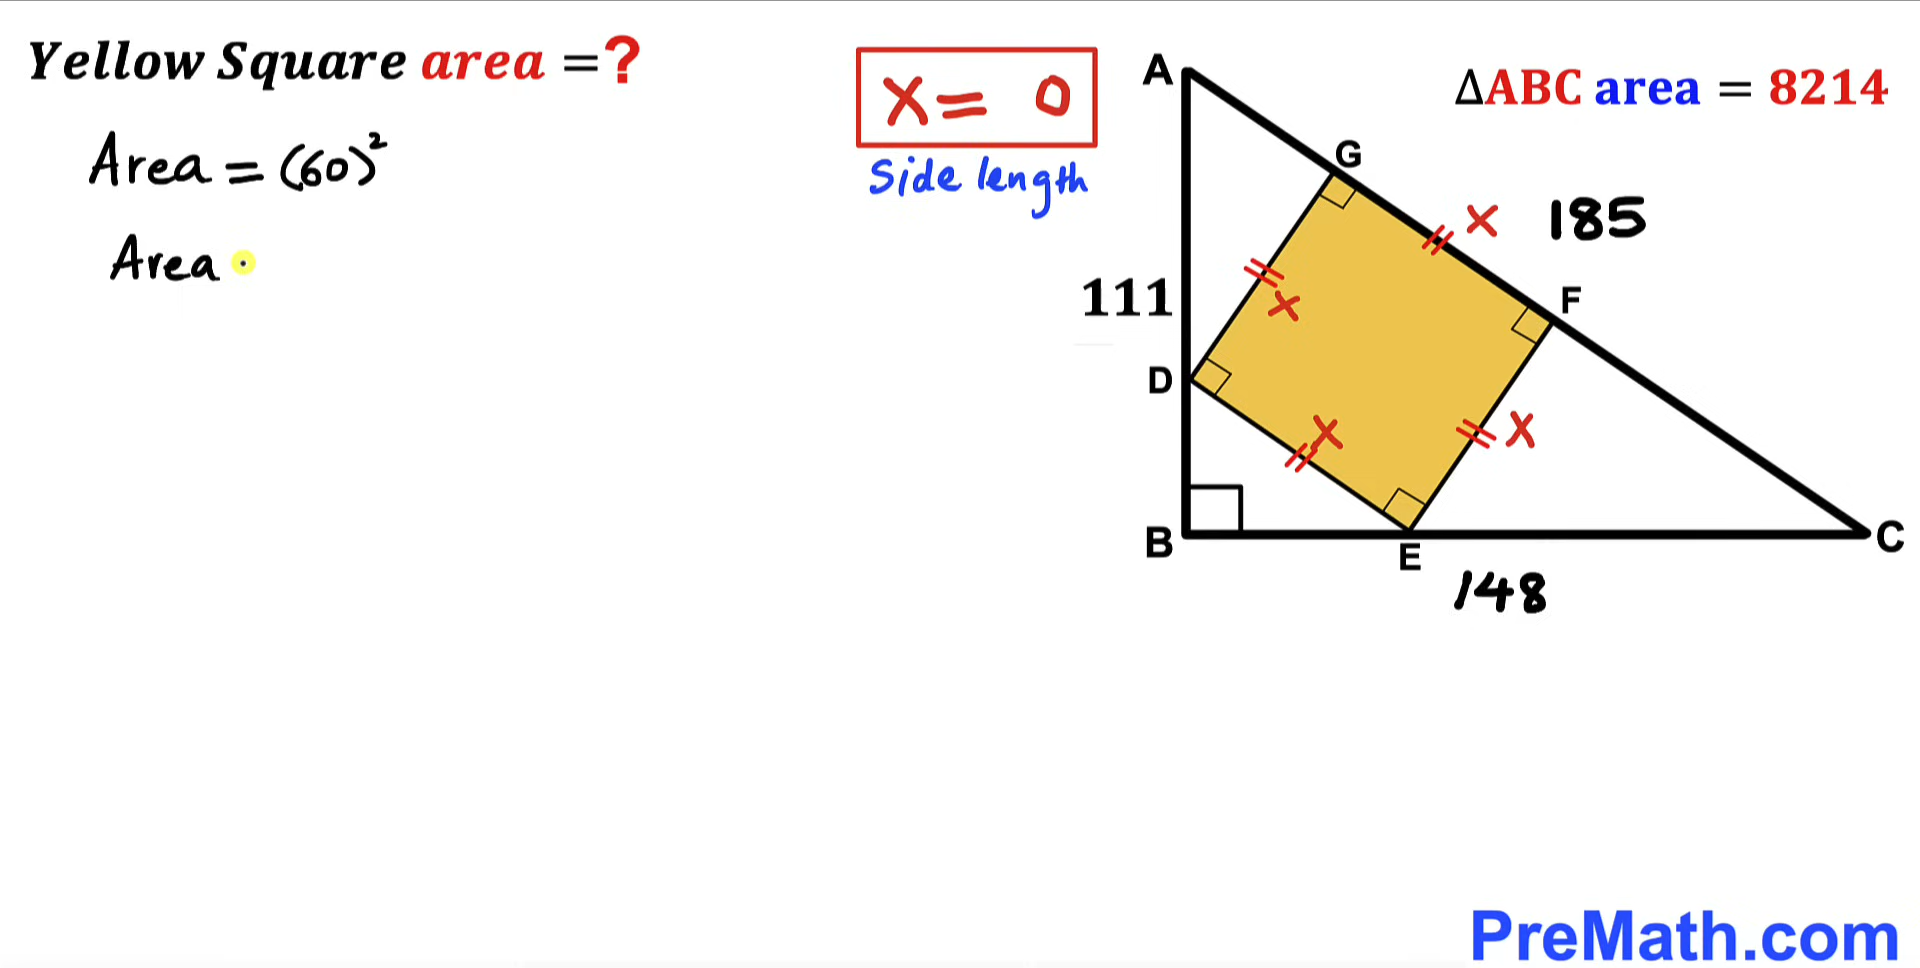 Yellow Square area =?
Area = (60)²
Area
x = 0
Side length
ΔABC area = 8214
A
G
x 185
F
111
x
D
x
x
B
E
C
148
PreMath.com